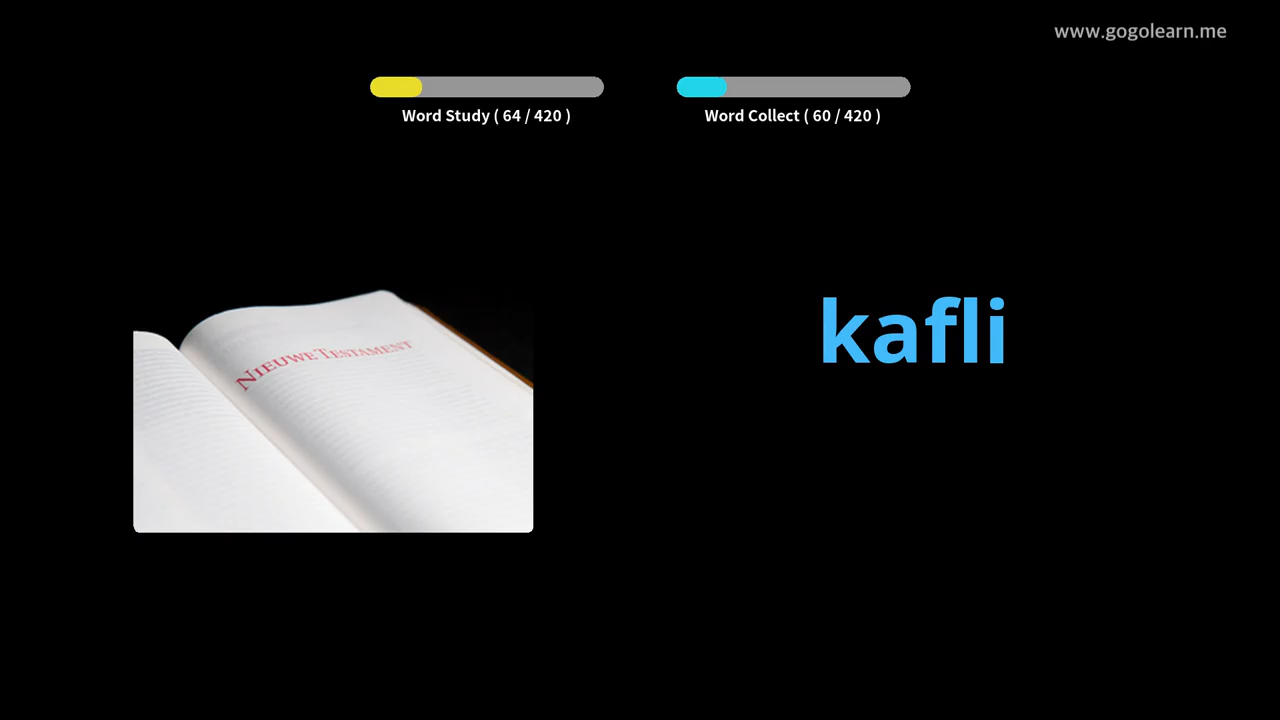 www.gogolearn.me
Word Study ( 64 / 420 )
Word Collect ( 60 / 420 )
NIEUWE TESTAMENT
kafli